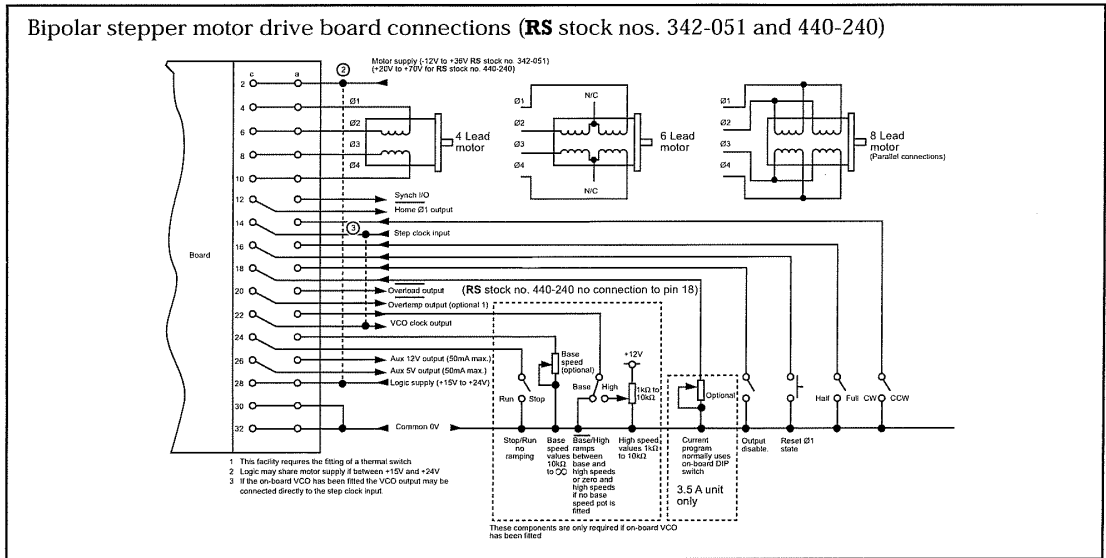 Bipolar stepper motor drive board connections (RS stock nos. 342-051 and 440-240)
Motor supply (-12V to +36V RS stock no. 342-051)
(+20V to +70V for RS stock no. 440-240)
c
a
2
2
4
6
8
10
12
14
16
18
20
22
24
26
28
30
32
Board
Ø1
Ø2
Ø3
Ø4
4 Lead
motor
Ø1
Ø2
Ø3
Ø4
N/C
N/C
6 Lead
motor
Ø1
Ø2
Ø3
Ø4
8 Lead
motor
(Parallel connections)
Synch I/O
Home Ø1 output
3
Step clock input
Overload output
(RS stock no. 440-240 no connection to pin 18)
Overtemp output (optional 1)
VCO clock output
Aux 12V output (50mA max.)
Aux 5V output (50mA max.)
Logic supply (+15V to +24V)
Common 0V
Run
Stop
Base
speed
(optional)
Base
High
+12V
1kΩ to
10kΩ
Optional
Half
Full
CW
CCW
Stop/Run
no
ramping
Base
speed
values
10kΩ
to ∞
Base/High
ramps
between
base and
high speeds
or zero and
high speeds
if no base
speed pot is
fitted
High speed
values 1kΩ
to 10kΩ
Current
program
normally uses
on-board DIP
switch
3.5 A unit
only
Output
disable.
Reset Ø1
state
1 This facility requires the fitting of a thermal switch
2 Logic may share motor supply if between +15V and +24V
3 If the on-board VCO has been fitted the VCO output may be
connected directly to the step clock input.
These components are only required if on-board VCO
has been fitted